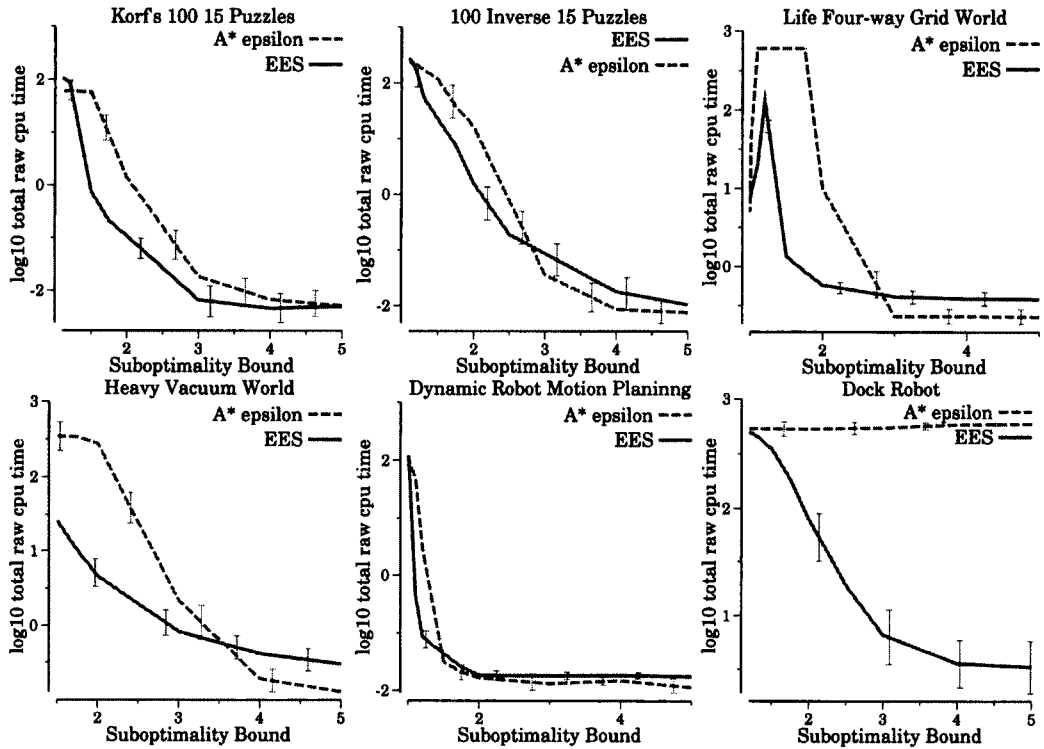 Korf's 100 15 Puzzles
A* epsilon
EES
log10 total raw cpu time
2
0
-2
2
3
4
5
Suboptimality Bound
100 Inverse 15 Puzzles
EES
A* epsilon
log10 total raw cpu time
2
0
-2
2
3
4
5
Suboptimality Bound
Life Four-way Grid World
A* epsilon
EES
log10 total raw cpu time
3
2
1
0
2
4
Suboptimality Bound
Heavy Vacuum World
A* epsilon
EES
log10 total raw cpu time
3
2
1
0
2
3
4
5
Suboptimality Bound
Dynamic Robot Motion Planinng
A* epsilon
EES
log10 total raw cpu time
2
0
-2
2
3
4
5
Suboptimality Bound
Dock Robot
A* epsilon
EES
log10 total raw cpu time
3
2
1
2
3
4
5
Suboptimality Bound